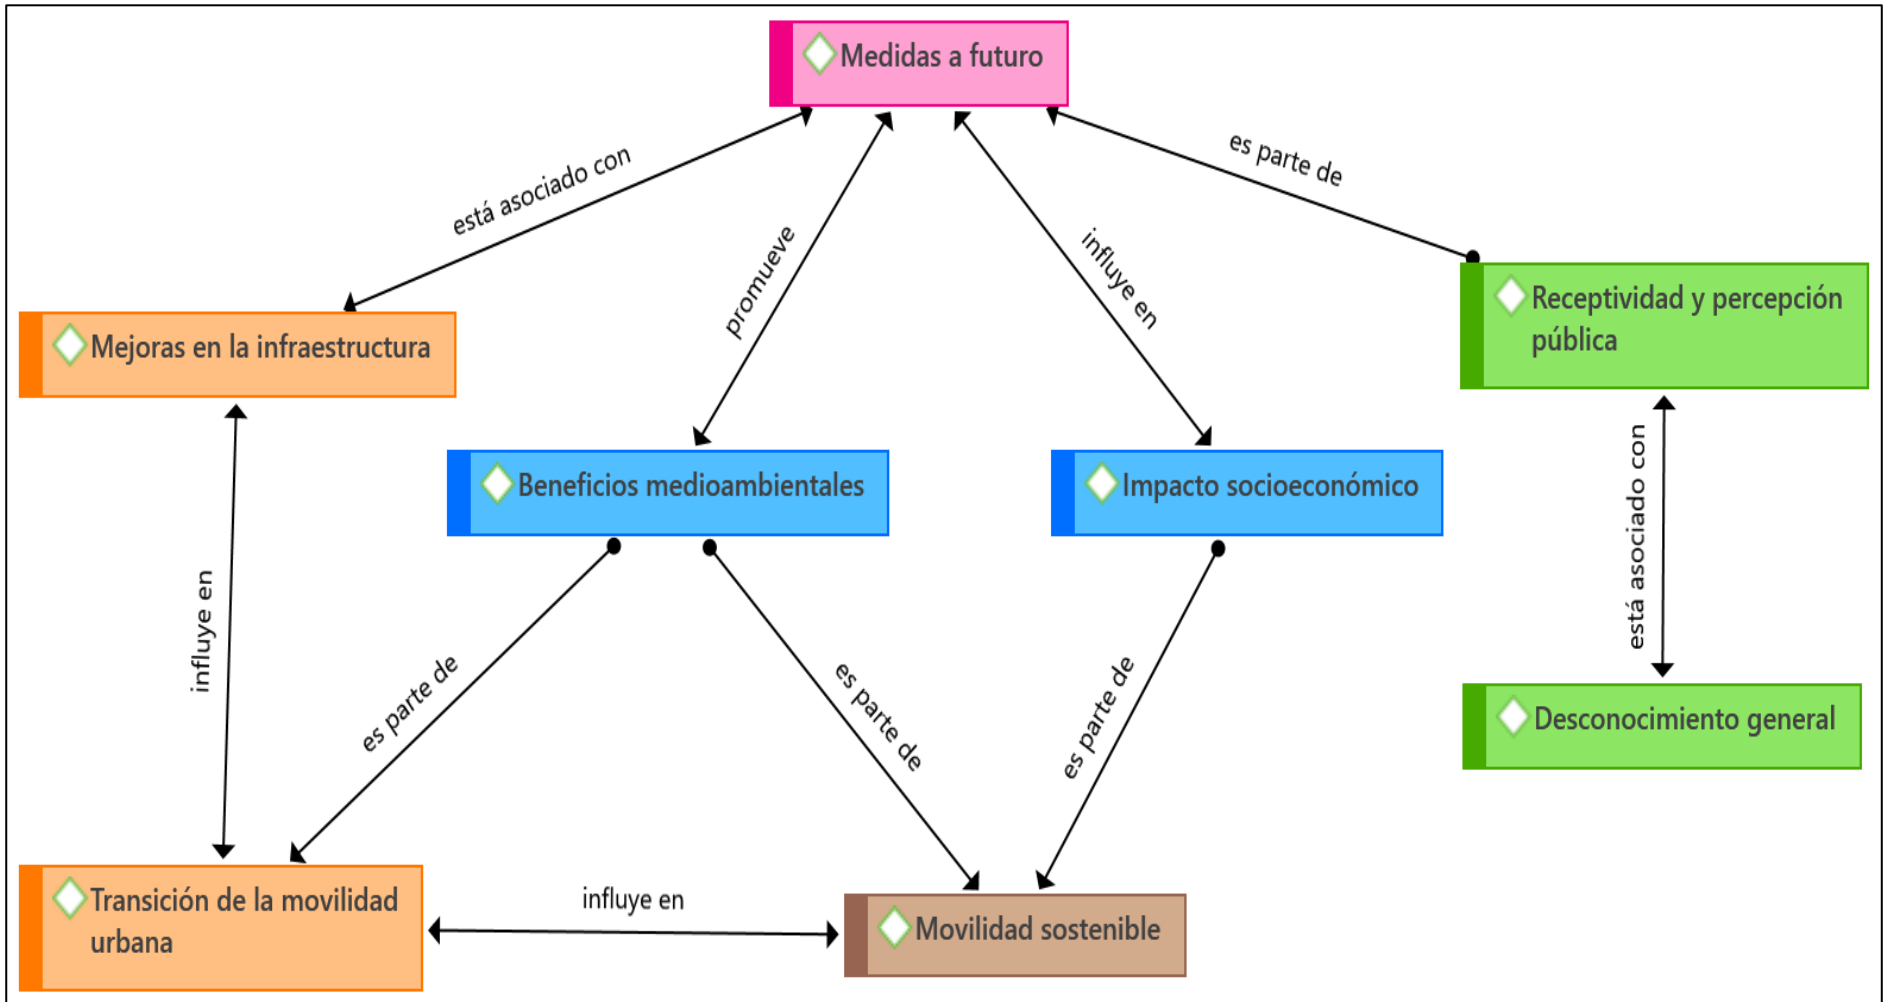 Medidas a futuro
está asociado con
promueve
influye en
es parte de
Mejoras en la infraestructura
Receptividad y percepción
pública
Beneficios medioambientales
Impacto socioeconómico
está asociado con
influye en
es parte de
es parte de
es parte de
Desconocimiento general
Transición de la movilidad
urbana
influye en
Movilidad sostenible